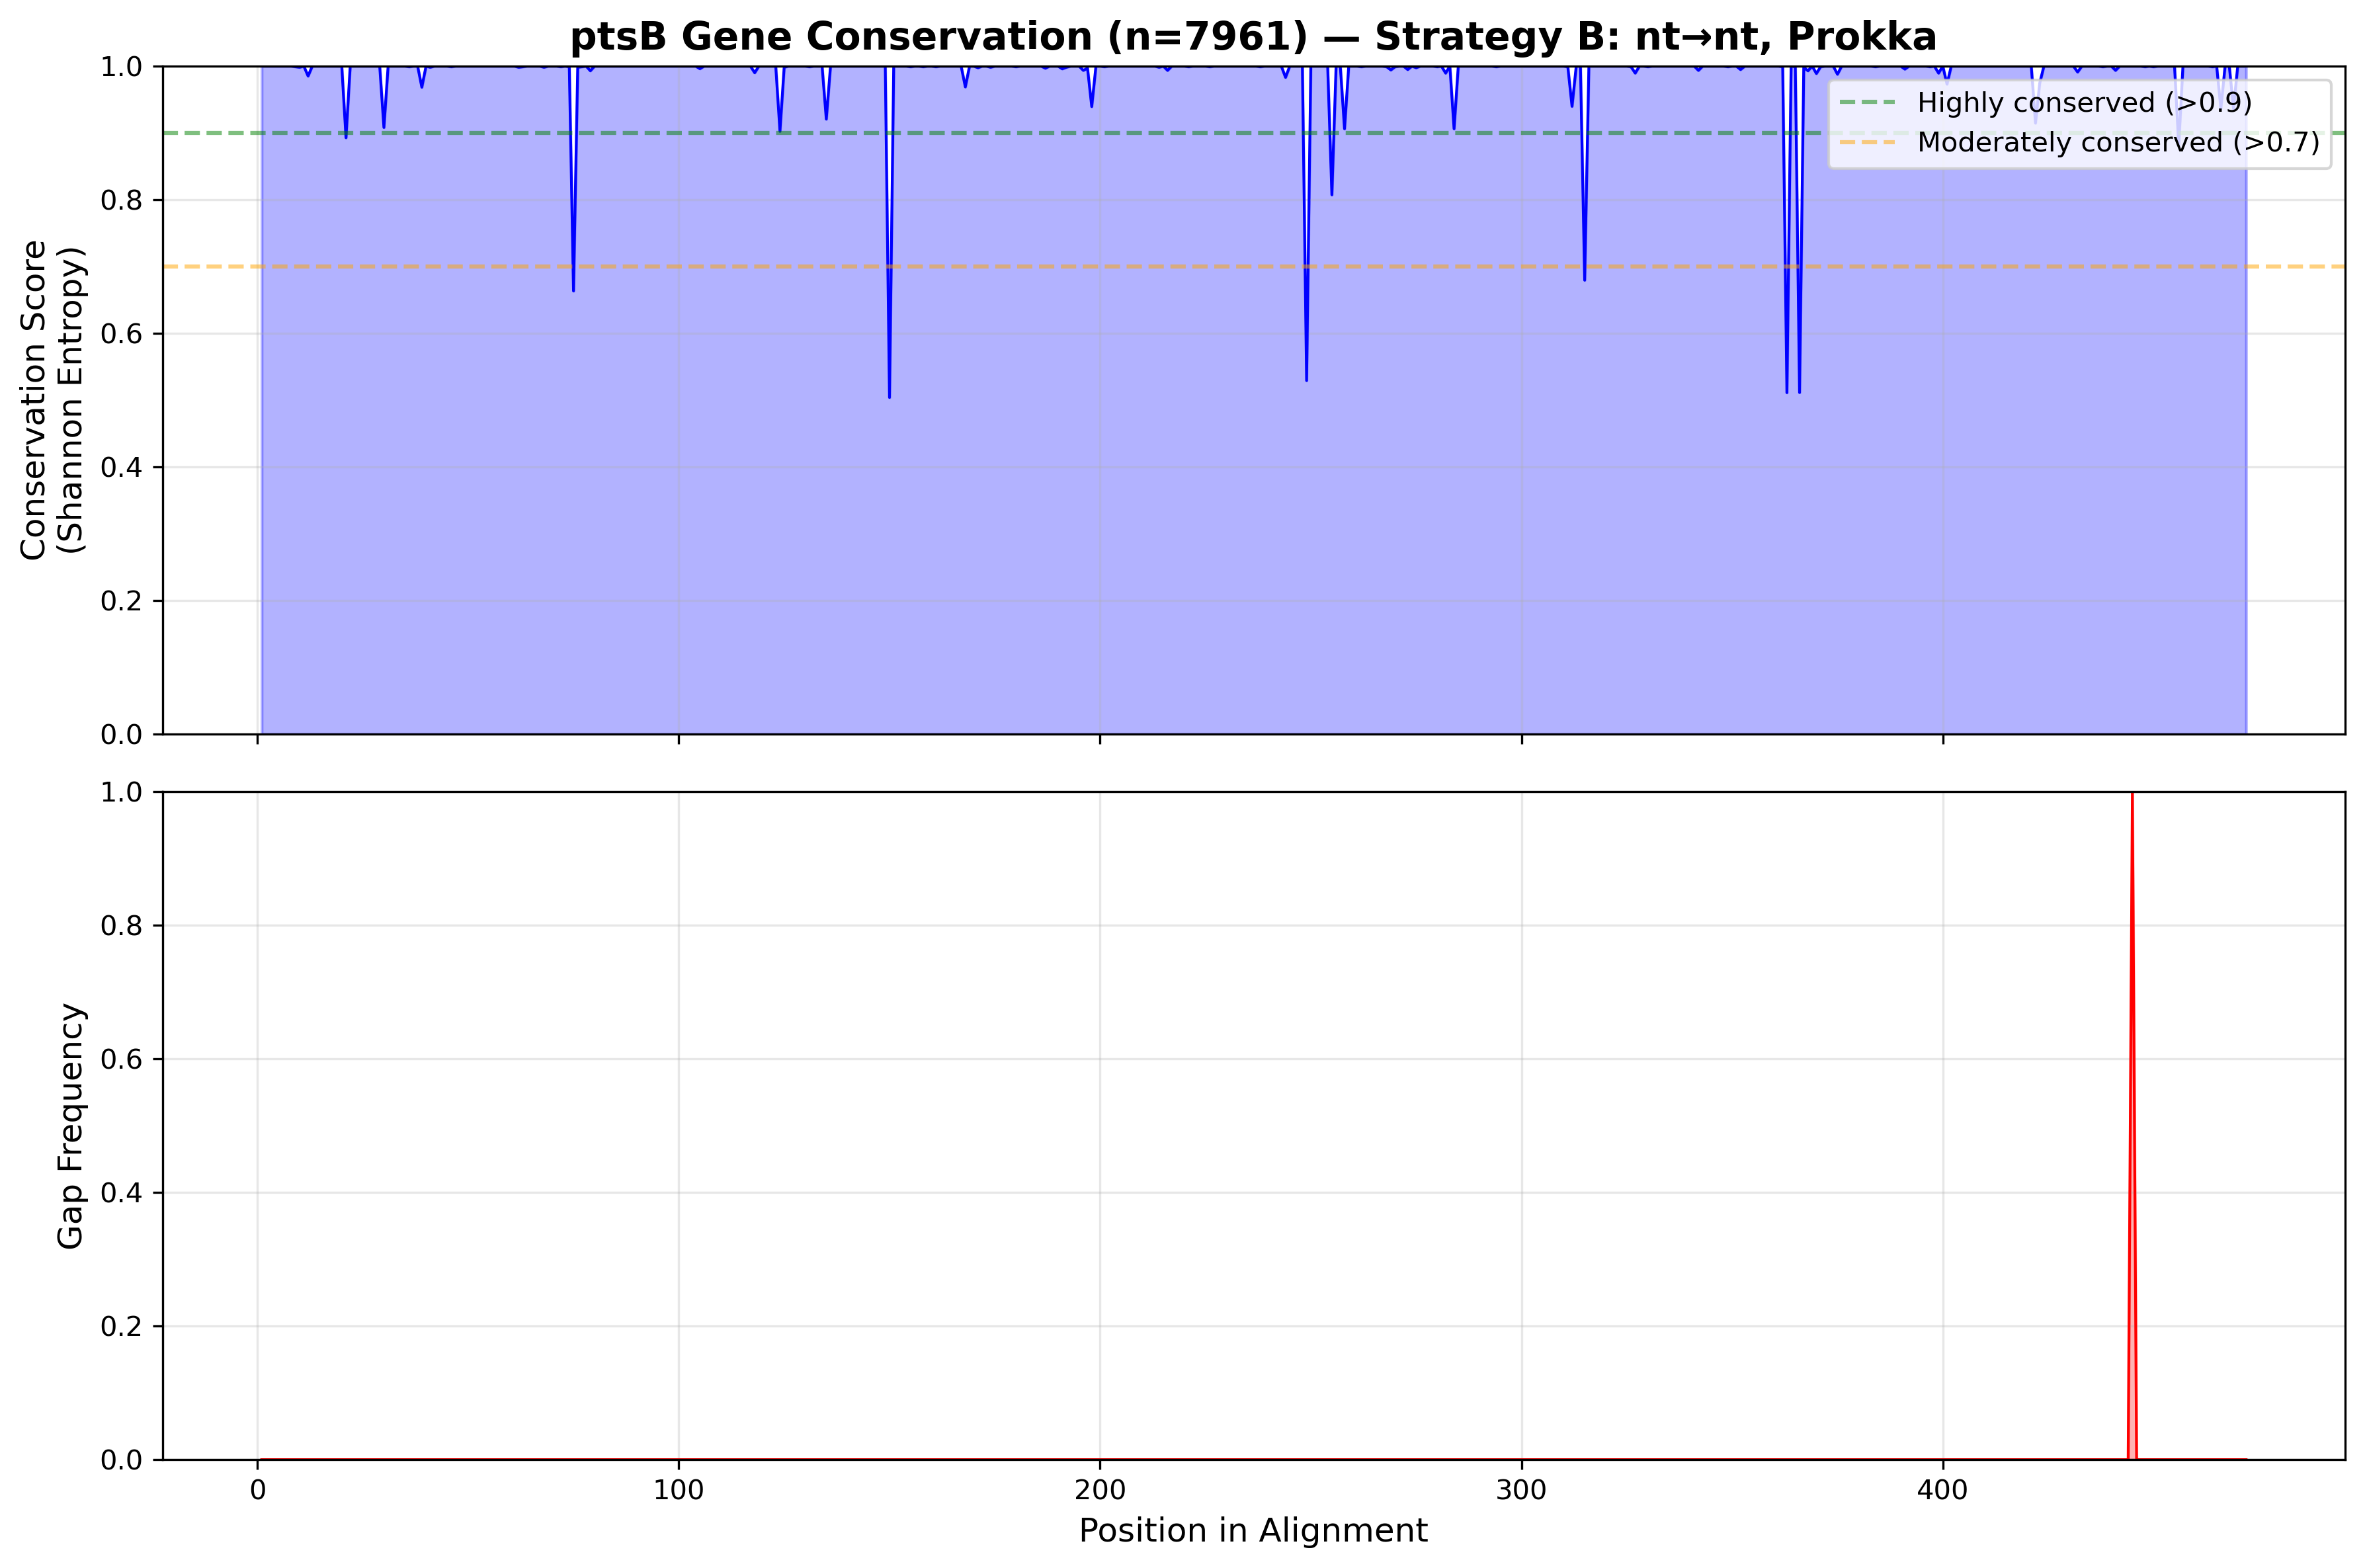 ptsB Gene Conservation (n=7961) — Strategy B: nt→nt, Prokka
Conservation Score
(Shannon Entropy)
1.0
0.8
0.6
0.4
0.2
0.0
Highly conserved (>0.9)
Moderately conserved (>0.7)
Gap Frequency
1.0
0.8
0.6
0.4
0.2
0.0
0 100 200 300 400
Position in Alignment